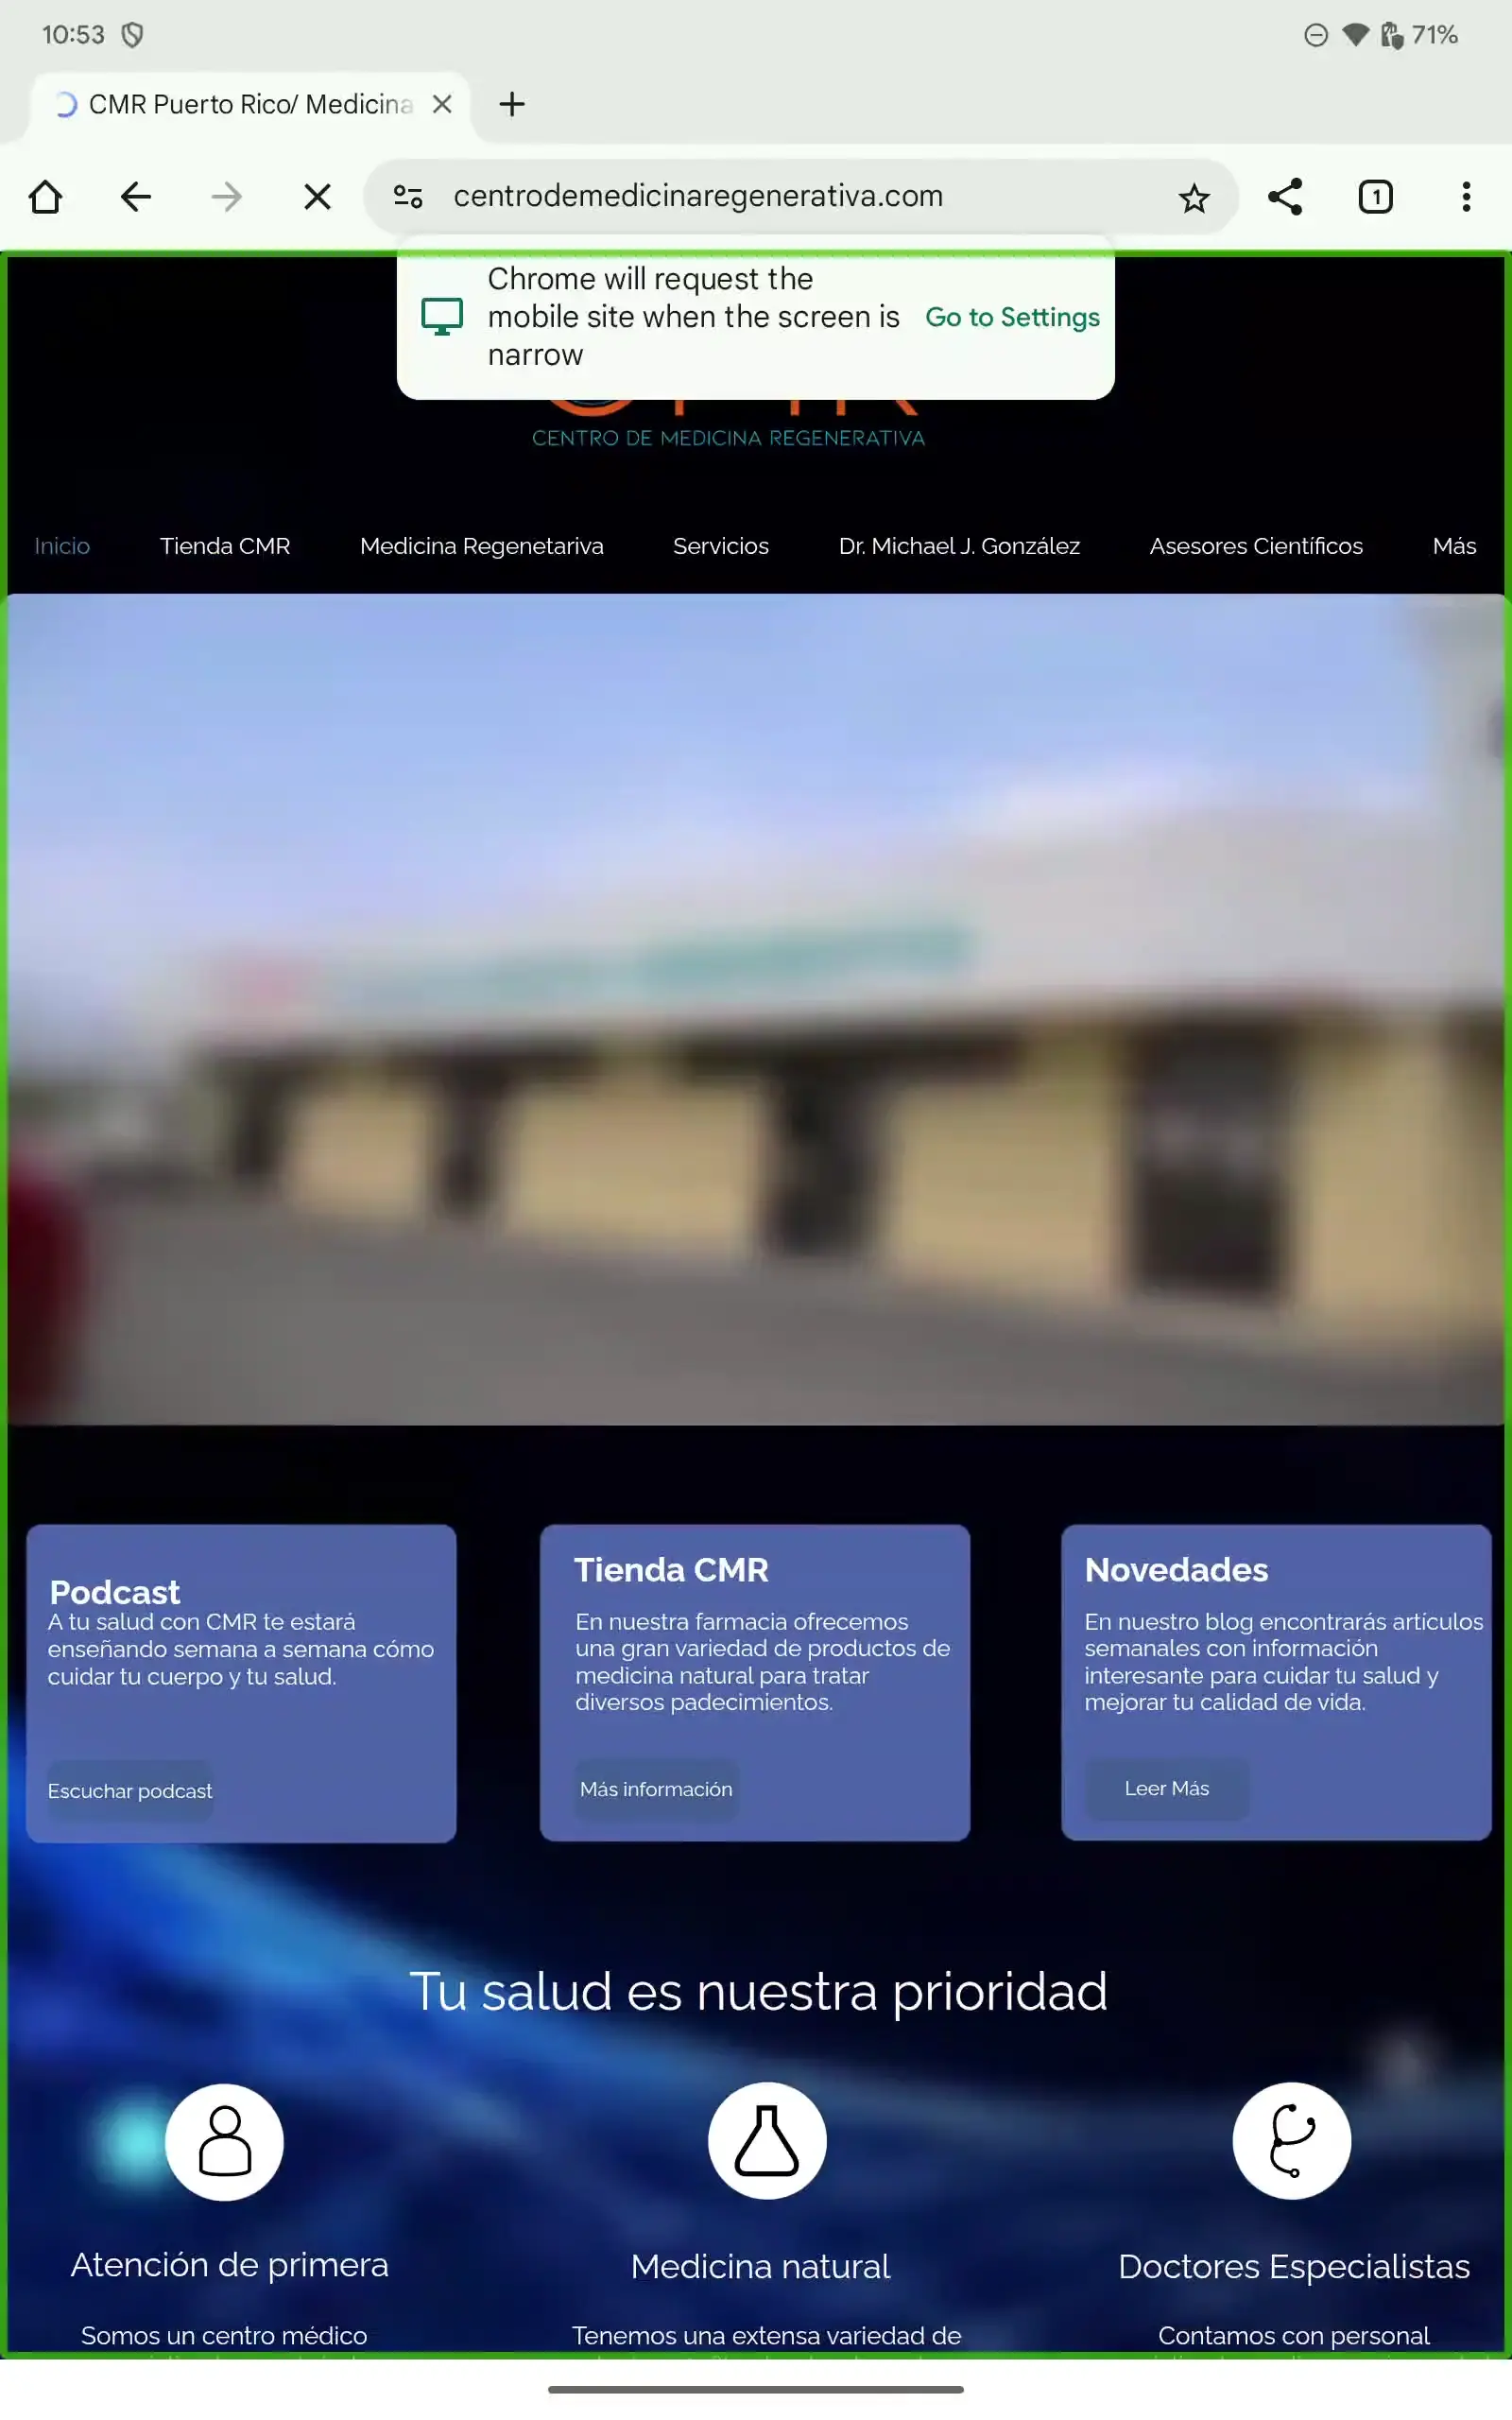 10:53
71%
CMR Puerto Rico/ Medicina
centrodemedicinaregenerativa.com
1
Chrome will request the
mobile site when the screen is
narrow
Go to Settings
CENTRO DE MEDICINA REGENERATIVA
Inicio
Tienda CMR
Medicina Regenetariva
Servicios
Dr. Michael J. González
Asesores Científicos
Más
Podcast
A tu salud con CMR te estará
enseñando semana a semana cómo
cuidar tu cuerpo y tu salud.
Escuchar podcast
Tienda CMR
En nuestra farmacia ofrecemos
una gran variedad de productos de
medicina natural para tratar
diversos padecimientos.
Más información
Novedades
En nuestro blog encontrarás artículos
semanales con información
interesante para cuidar tu salud y
mejorar tu calidad de vida.
Leer Más
Tu salud es nuestra prioridad
Atención de primera
Somos un centro médico
Medicina natural
Tenemos una extensa variedad de
Doctores Especialistas
Contamos con personal